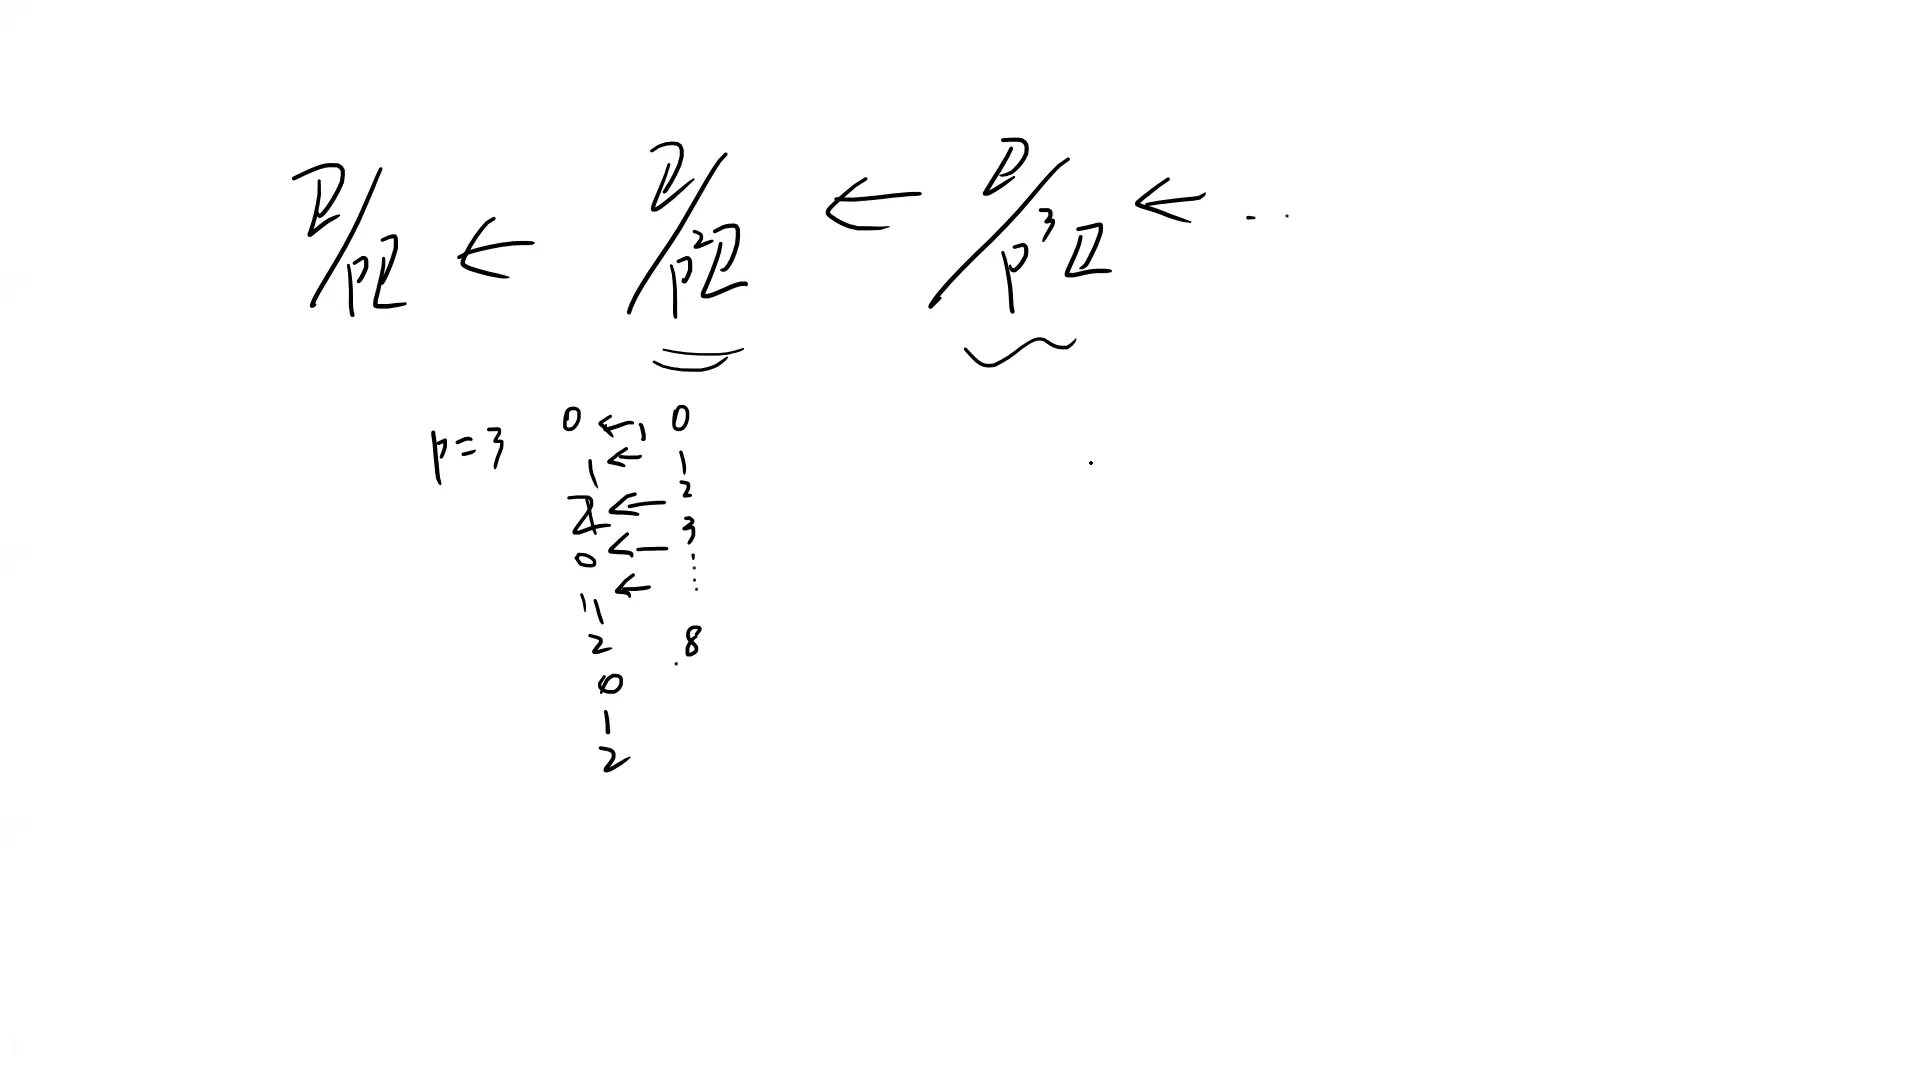 ℤ/pℤ ← ℤ/p²ℤ ← ℤ/p³ℤ ← ...
p=3 0 ← 0
1 ← 1
2 ← 2
0 ← 3
1 ← ⋮
2 8
0
1
2